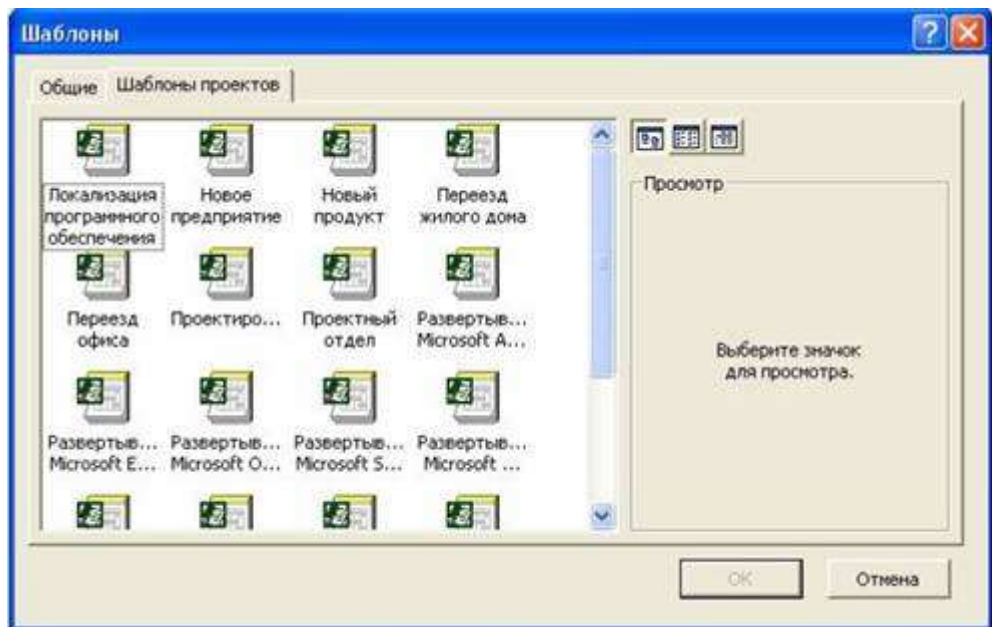 Шаблоны
Общие
Шаблоны проектов
Локализация
программного
обеспечения
Новое
предприятие
Новый
продукт
Переезд
жилого дома
Переезд
офиса
Проектиро...
Проектный
отдел
Развертыв...
Microsoft A...
Развертыв...
Microsoft E...
Развертыв...
Microsoft O...
Развертыв...
Microsoft S...
Развертыв...
Microsoft ...
Просмотр
Выберите значок
для просмотра.
OK
Отмена